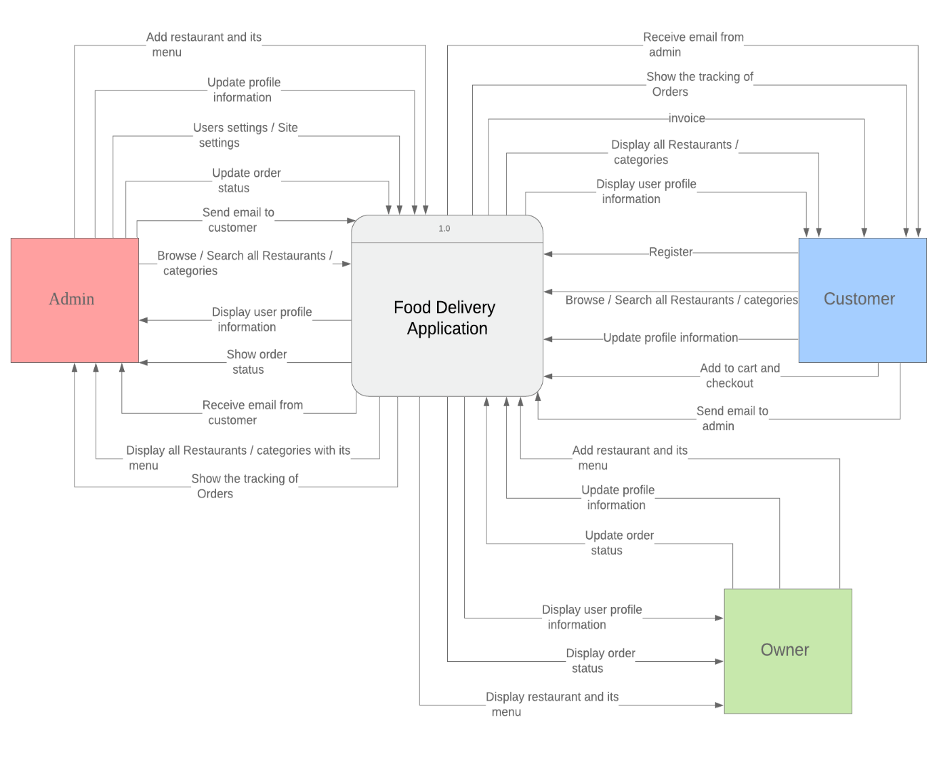 Add restaurant and its
menu
Update profile
information
Users settings / Site
settings
Update order
status
Send email to
customer
Browse / Search all Restaurants /
categories
Admin
Display user profile
information
Show order
status
Receive email from
customer
Display all Restaurants / categories with its
menu
Show the tracking of
Orders
1.0
Food Delivery
Application
Receive email from
admin
Show the tracking of
Orders
invoice
Display all Restaurants /
categories
Display user profile
information
Register
Browse / Search all Restaurants / categories
Customer
Update profile information
Add to cart and
checkout
Send email to
admin
Add restaurant and its
menu
Update profile
information
Update order
status
Display user profile
information
Owner
Display order
status
Display restaurant and its
menu